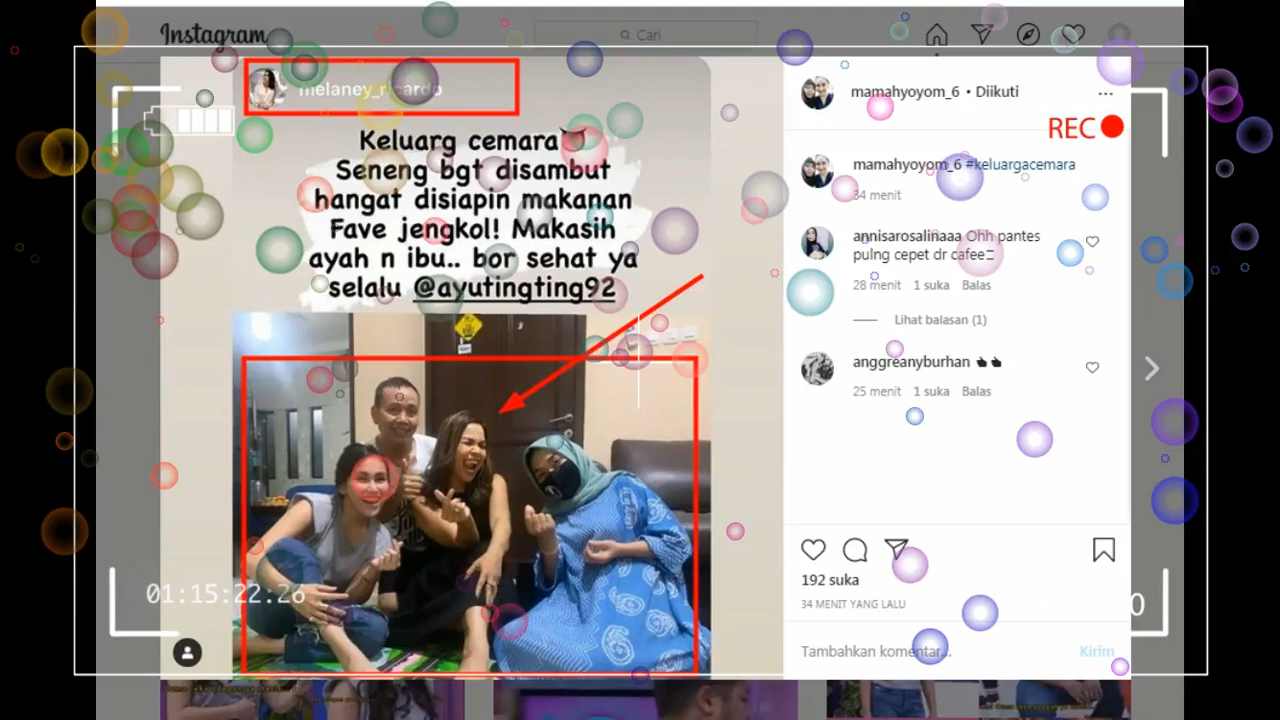 Instagram
Cari
melaney_ricardo
Keluarg cemara
Seneng bgt disambut
hangat disiapin makanan
Fave jengkol! Makasih
ayah n ibu.. bor sehat ya
selalu @ayutingting92
mamahyoyom_6 • Diikuti
REC
mamahyoyom_6 #keluargacemara
34 menit
annisarosalinaaa Ohh pantes
pulng cepet dr cafee
28 menit 1 suka Balas
Lihat balasan (1)
anggreanyburhan
25 menit 1 suka Balas
192 suka
34 MENIT YANG LALU
Tambahkan komentar...
Kirim
01:15:22:26
0